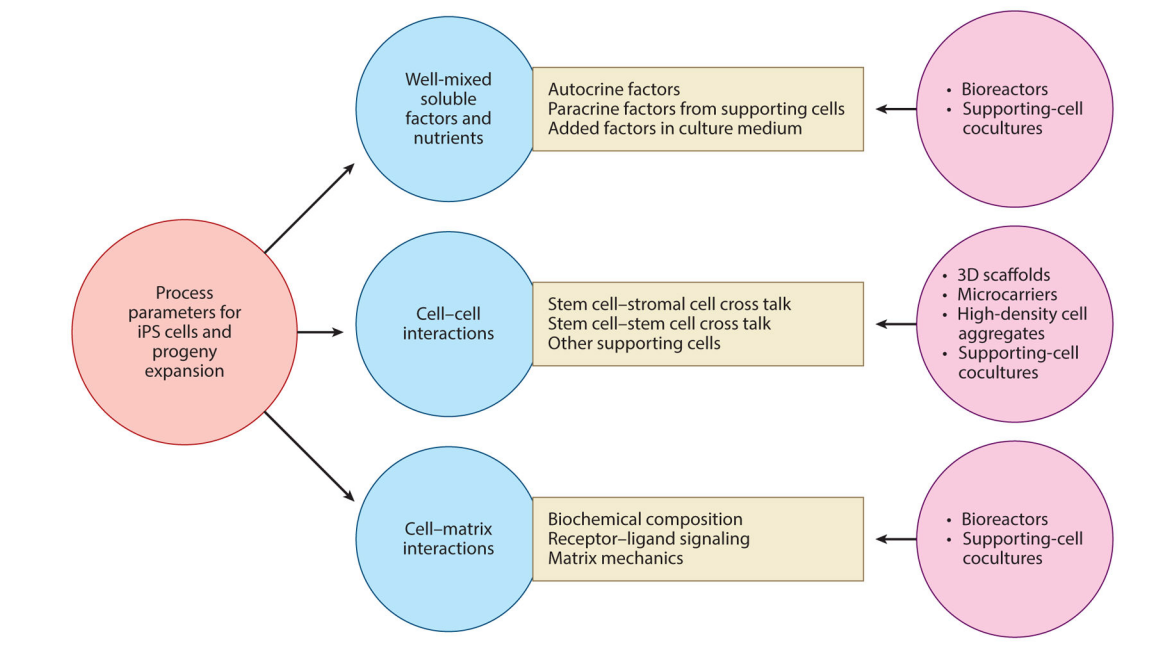 Process
parameters for
iPS cells and
progeny
expansion
Well-mixed
soluble
factors and
nutrients
Autocrine factors
Paracrine factors from supporting cells
Added factors in culture medium
• Bioreactors
• Supporting-cell
cocultures
Cell–cell
interactions
Stem cell–stromal cell cross talk
Stem cell–stem cell cross talk
Other supporting cells
• 3D scaffolds
• Microcarriers
• High-density cell
aggregates
• Supporting-cell
cocultures
Cell–matrix
interactions
Biochemical composition
Receptor–ligand signaling
Matrix mechanics
• Bioreactors
• Supporting-cell
cocultures